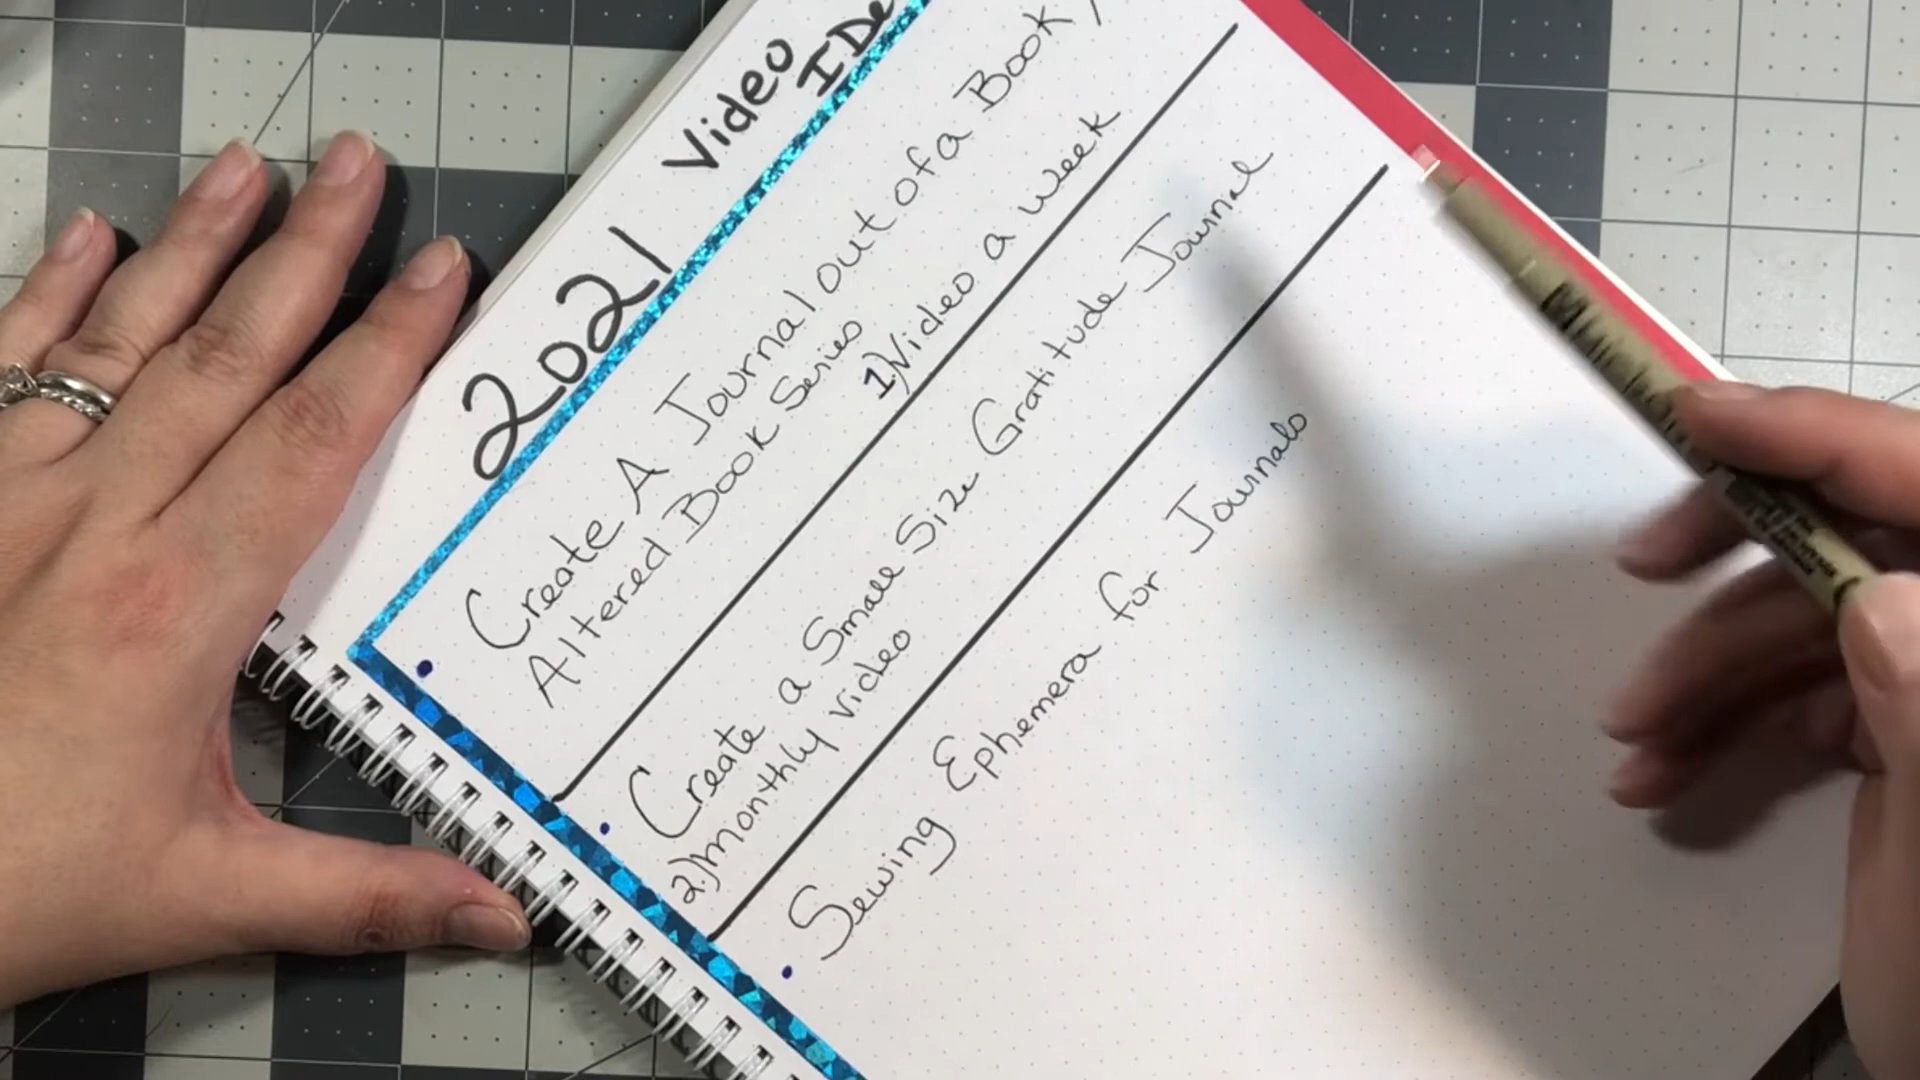 2021 Video
IDe
Create A Journal out of a Book /
Altered Book Series
1.) Video a week
Create a Small Size Gratitude Journal
2.) monthly video
Sewing Ephemera for Journals